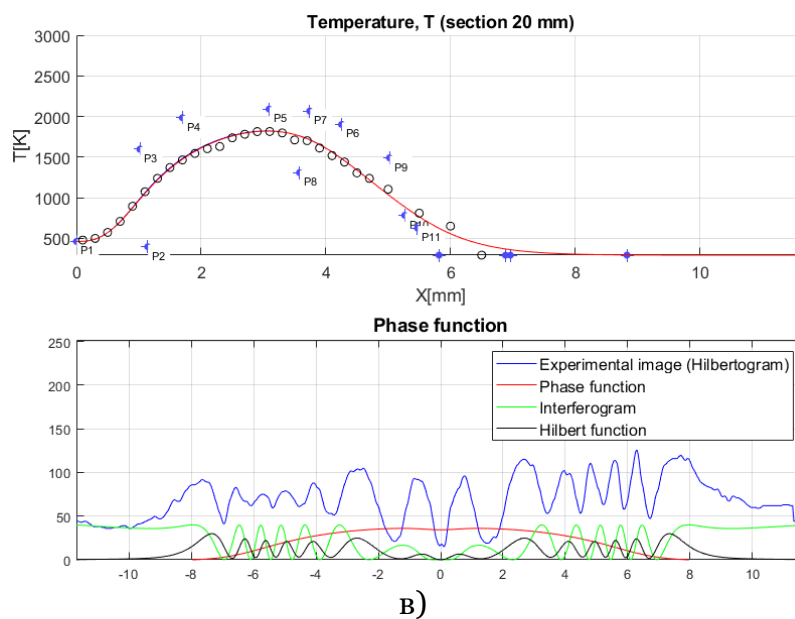 Temperature, T (section 20 mm)
3000
2500
2000
1500
1000
500
T[K]
P1
P2
P3
P4
P5
P6
P7
P8
P9
P10
P11
0
2
4
6
8
10
X[mm]
Phase function
250
200
150
100
50
0
Experimental image (Hilbertogram)
Phase function
Interferogram
Hilbert function
-10
-8
-6
-4
-2
0
2
4
6
8
10
в)